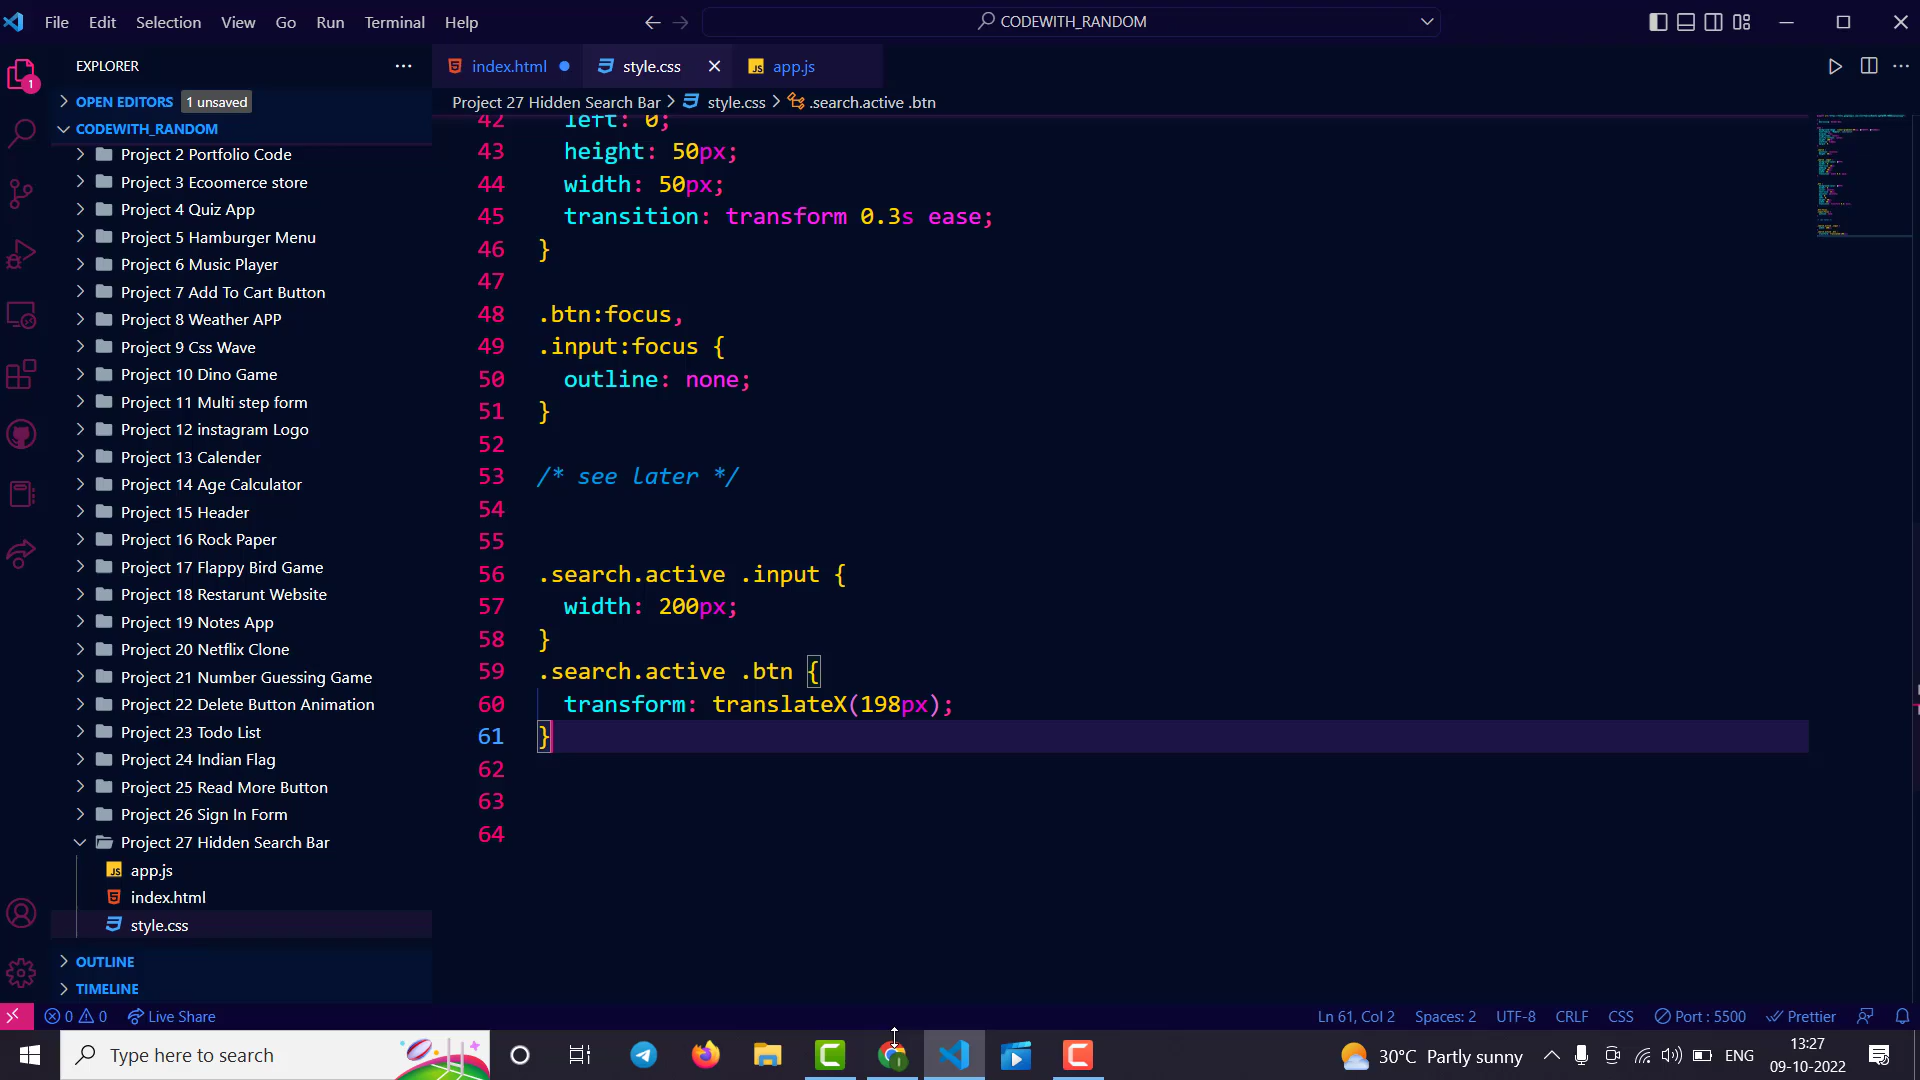 File Edit Selection View Go Run Terminal Help
CODEWITH_RANDOM
EXPLORER
1
OPEN EDITORS 1 unsaved
CODEWITH_RANDOM
Project 2 Portfolio Code
Project 3 Ecoomerce store
Project 4 Quiz App
Project 5 Hamburger Menu
Project 6 Music Player
Project 7 Add To Cart Button
Project 8 Weather APP
Project 9 Css Wave
Project 10 Dino Game
Project 11 Multi step form
Project 12 instagram Logo
Project 13 Calender
Project 14 Age Calculator
Project 15 Header
Project 16 Rock Paper
Project 17 Flappy Bird Game
Project 18 Restarunt Website
Project 19 Notes App
Project 20 Netflix Clone
Project 21 Number Guessing Game
Project 22 Delete Button Animation
Project 23 Todo List
Project 24 Indian Flag
Project 25 Read More Button
Project 26 Sign In Form
Project 27 Hidden Search Bar
JS app.js
index.html
style.css
OUTLINE
TIMELINE
index.html style.css JS app.js
Project 27 Hidden Search Bar > style.css > .search.active .btn
42 left: 0;
43 height: 50px;
44 width: 50px;
45 transition: transform 0.3s ease;
46 }
47
48 .btn:focus,
49 .input:focus {
50 outline: none;
51 }
52
53 /* see later */
54
55
56 .search.active .input {
57 width: 200px;
58 }
59 .search.active .btn {
60 transform: translateX(198px);
61 }
62
63
64
0 0 Live Share Ln 61, Col 2 Spaces: 2 UTF-8 CRLF CSS Port : 5500 Prettier
Type here to search 30°C Partly sunny ENG 13:27
09-10-2022